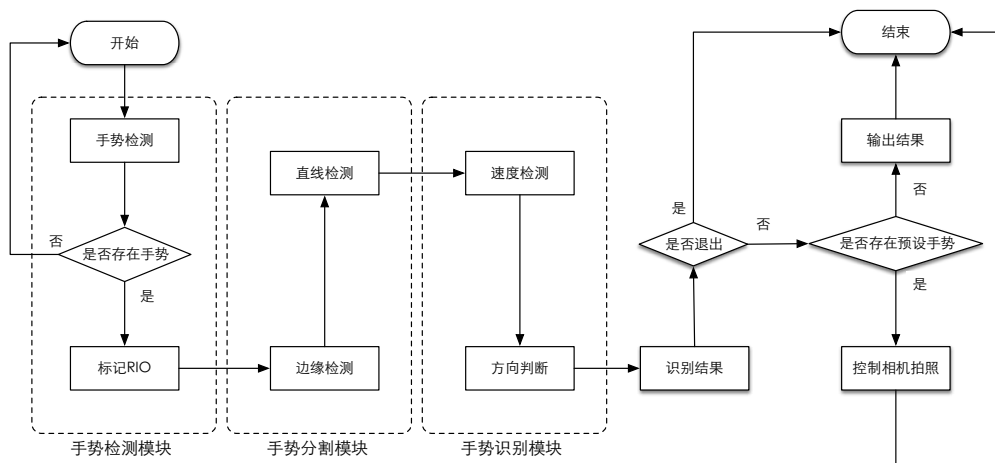 开始
手势检测
是否存在手势
否
是
标记RIO
手势检测模块
直线检测
边缘检测
手势分割模块
速度检测
方向判断
手势识别模块
识别结果
是否退出
是
否
是否存在预设手势
否
是
输出结果
结束
控制相机拍照